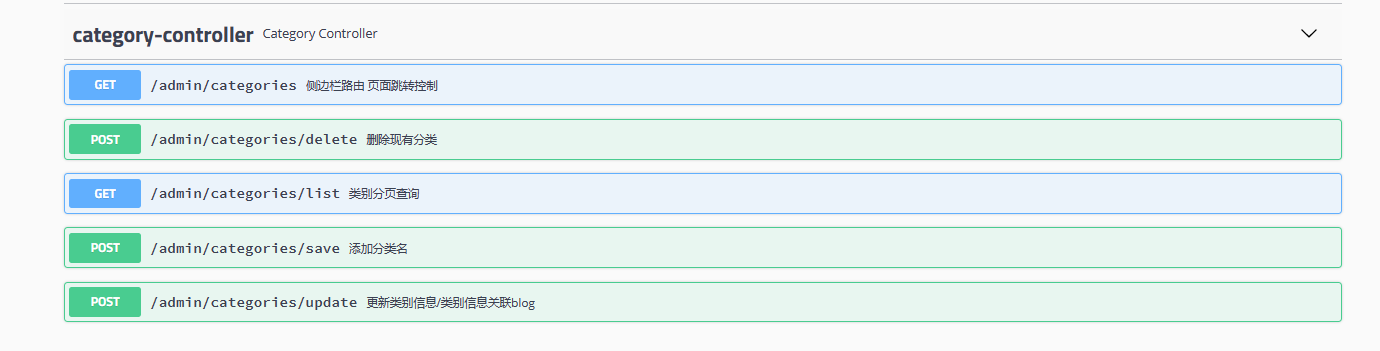 category-controller Category Controller
GET /admin/categories 侧边栏路由 页面跳转控制
POST /admin/categories/delete 删除现有分类
GET /admin/categories/list 类别分页查询
POST /admin/categories/save 添加分类名
POST /admin/categories/update 更新类别信息/类别信息关联blog